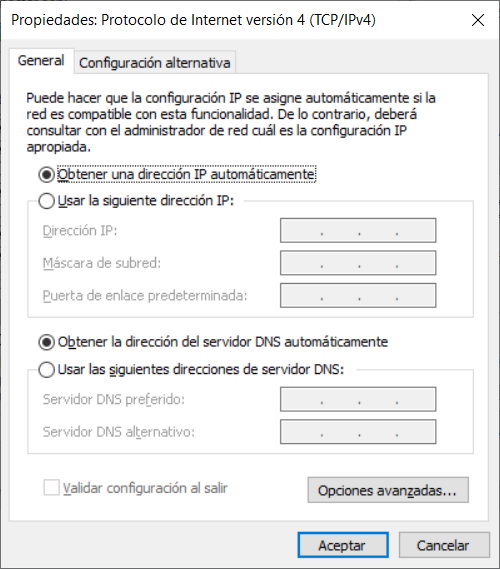 Propiedades: Protocolo de Internet versión 4 (TCP/IPv4)
General
Configuración alternativa
Puede hacer que la configuración IP se asigne automáticamente si la
red es compatible con esta funcionalidad. De lo contrario, deberá
consultar con el administrador de red cuál es la configuración IP
apropiada.
Obtener una dirección IP automáticamente
Usar la siguiente dirección IP:
Dirección IP:
Máscara de subred:
Puerta de enlace predeterminada:
Obtener la dirección del servidor DNS automáticamente
Usar las siguientes direcciones de servidor DNS:
Servidor DNS preferido:
Servidor DNS alternativo:
Validar configuración al salir
Opciones avanzadas...
Aceptar
Cancelar